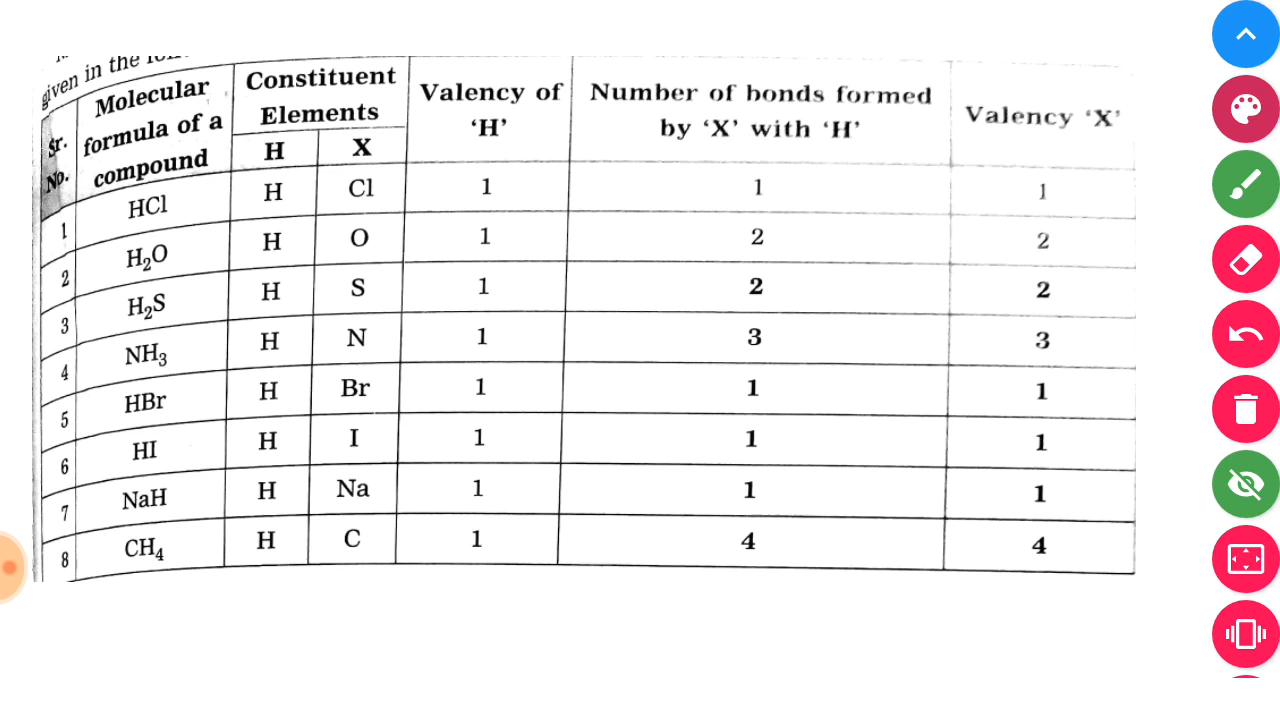 given in the
Sr. No. Molecular formula of a compound Constituent Elements Valency of 'H' Number of bonds formed by 'X' with 'H' Valency 'X'
H X
1 HCl H Cl 1 1 1
2 H₂O H O 1 2 2
3 H₂S H S 1 2 2
4 NH₃ H N 1 3 3
5 HBr H Br 1 1 1
6 HI H I 1 1 1
7 NaH H Na 1 1 1
8 CH₄ H C 1 4 4